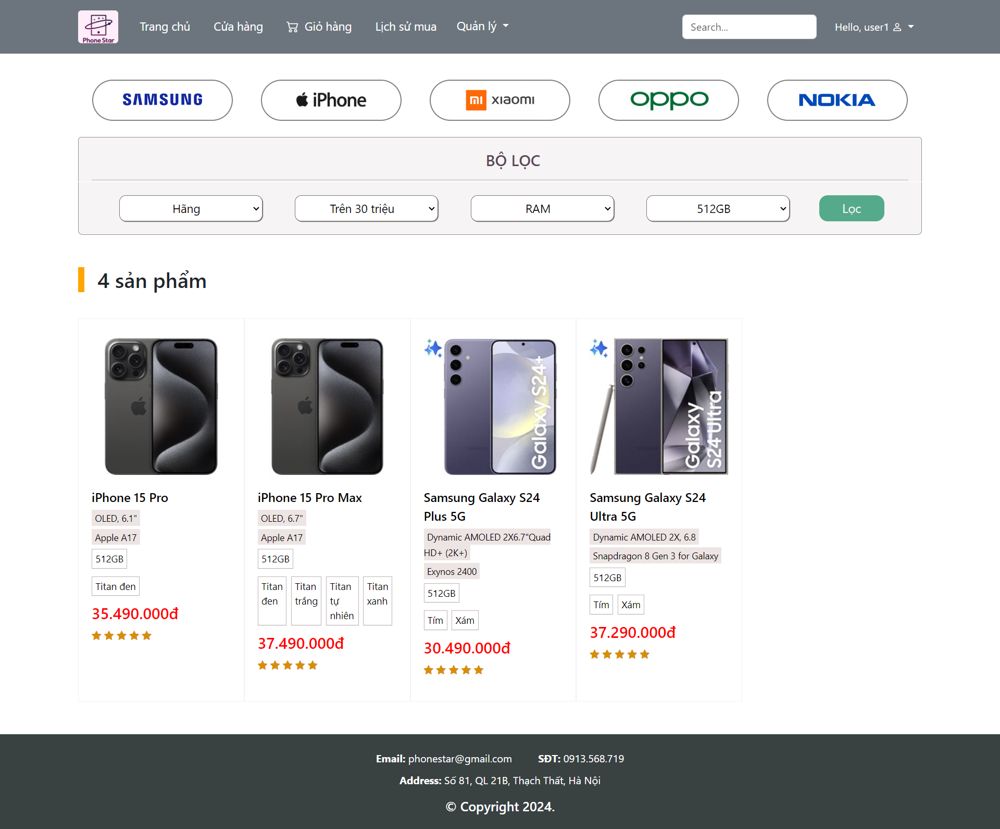 Phone Star
Trang chủ
Cửa hàng
Giỏ hàng
Lịch sử mua
Quản lý
Search...
Hello, user1
SAMSUNG
iPhone
mi xiaomi
oppo
NOKIA
BỘ LỌC
Hãng
Trên 30 triệu
RAM
512GB
Lọc
4 sản phẩm
iPhone 15 Pro
OLED, 6.1"
Apple A17
512GB
Titan đen
35.490.000đ
iPhone 15 Pro Max
OLED, 6.7"
Apple A17
512GB
Titan đen
Titan trắng
Titan tự nhiên
Titan xanh
37.490.000đ
Galaxy S24+
Samsung Galaxy S24
Plus 5G
Dynamic AMOLED 2X6.7"Quad
HD+ (2K+)
Exynos 2400
512GB
Tím
Xám
30.490.000đ
Galaxy
S24 Ultra
Samsung Galaxy S24
Ultra 5G
Dynamic AMOLED 2X, 6.8
Snapdragon 8 Gen 3 for Galaxy
512GB
Tím
Xám
37.290.000đ
Email: phonestar@gmail.com
SĐT: 0913.568.719
Address: Số 81, QL 21B, Thạch Thất, Hà Nội
© Copyright 2024.